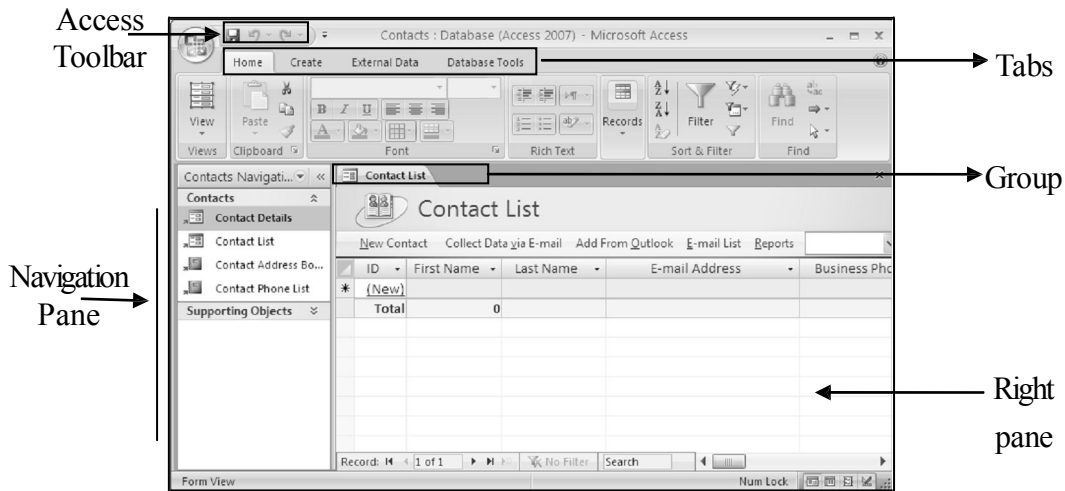 Access
Toolbar
Contacts : Database (Access 2007) - Microsoft Access
Home Create External Data Database Tools
Tabs
View Paste B I U Records Filter Find
Views Clipboard Font Rich Text Sort & Filter Find
Contacts Navigati... «
Contact List
Group
Contacts
Contact Details
Contact List
Contact Address Bo...
Contact Phone List
Supporting Objects
Navigation
Pane
Contact List
New Contact Collect Data via E-mail Add From Outlook E-mail List Reports
ID First Name Last Name E-mail Address Business Pho
* (New)
Total 0
Right
pane
Record: 1 of 1 No Filter Search
Form View Num Lock